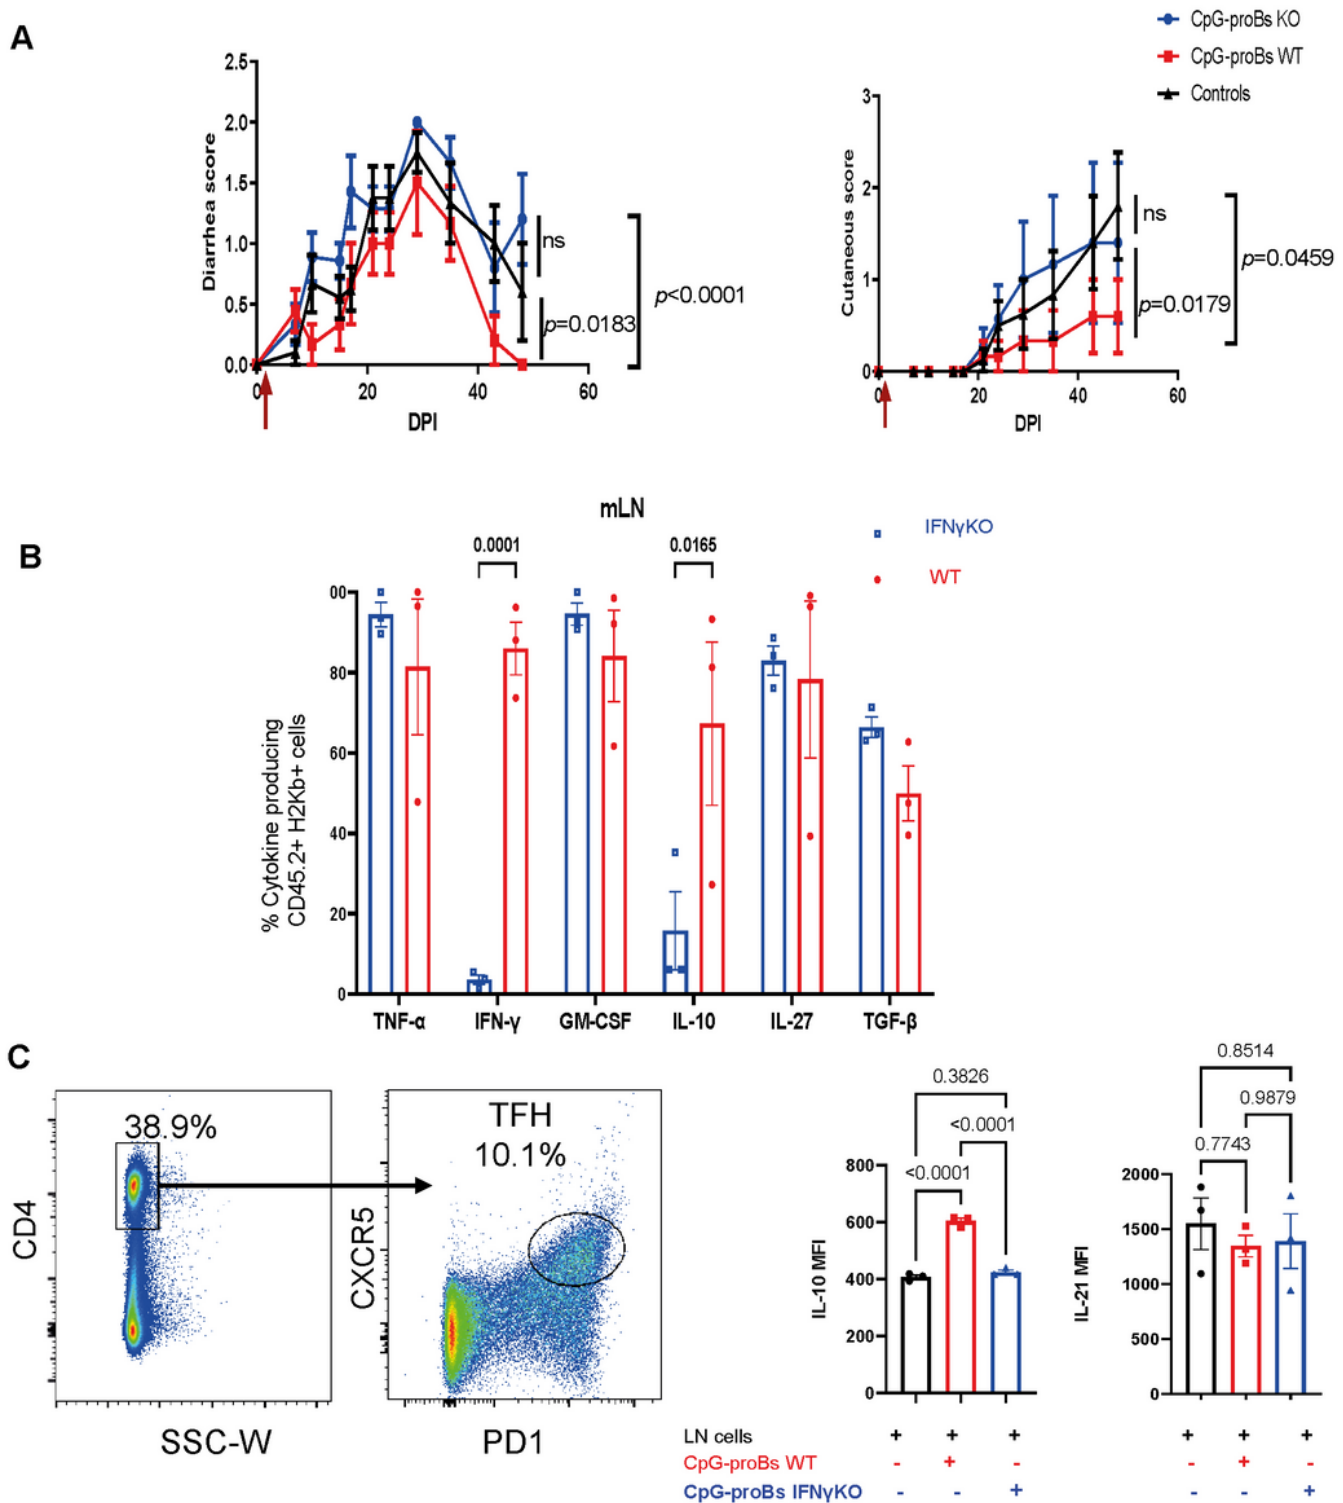 A
CpG-proBs KO
CpG-proBs WT
Controls
Diarrhea score
2.5
2.0
1.5
1.0
0.5
0.0
0
20
40
60
DPI
ns
p=0.0183
p<0.0001
Cutaneous score
3
2
1
0
0
20
40
60
DPI
ns
p=0.0179
p=0.0459
B
mLN
IFNγKO
WT
0.0001
0.0165
% Cytokine producing
CD45.2+ H2Kb+ cells
00
80
60
40
20
0
TNF-α
IFN-γ
GM-CSF
IL-10
IL-27
TGF-β
C
CD4
38.9%
SSC-W
CXCR5
TFH
10.1%
PD1
IL-10 MFI
800
600
400
200
0
0.3826
<0.0001
<0.0001
IL-21 MFI
2000
1500
1000
500
0
0.8514
0.9879
0.7743
LN cells + + + + + +
CpG-proBs WT - + - - + -
CpG-proBs IFNγKO - - + - - +